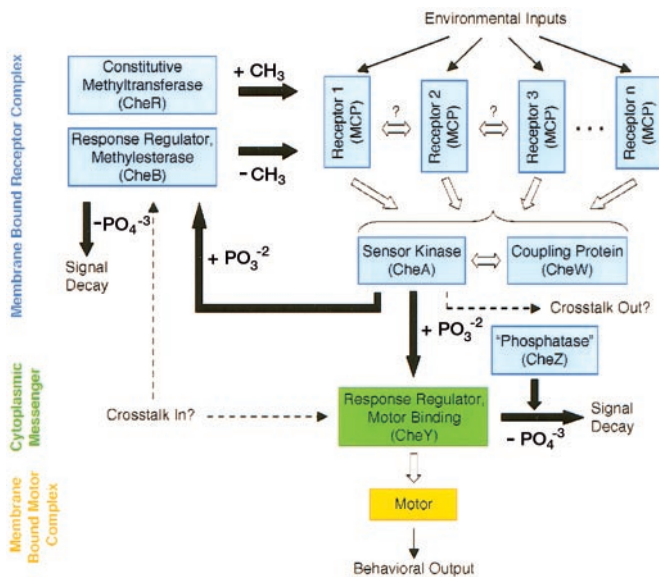 Environmental Inputs
Constitutive
Methyltransferase
(CheR)
+ CH3
Receptor 1
(MCP)
?
Receptor 2
(MCP)
?
Receptor 3
(MCP)
Receptor n
(MCP)
Response Regulator,
Methylesterase
(CheB)
– CH3
–PO4-3
Signal
Decay
+ PO3-2
Sensor Kinase
(CheA)
Coupling Protein
(CheW)
Crosstalk Out?
+ PO3-2
"Phosphatase"
(CheZ)
Crosstalk In?
Response Regulator,
Motor Binding
(CheY)
– PO4-3
Signal
Decay
Motor
Behavioral Output
Membrane Bound Receptor Complex
Cytoplasmic
Messenger
Membrane
Bound Motor
Complex